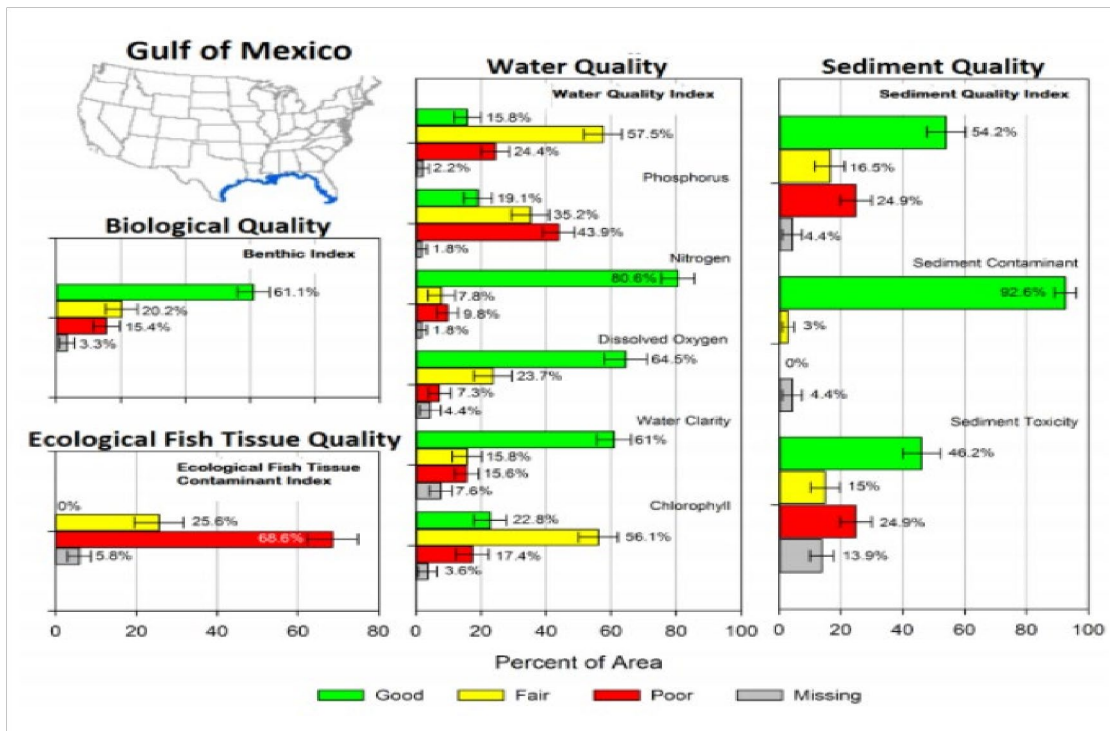 Gulf of Mexico
Biological Quality
Benthic Index
61.1%
20.2%
15.4%
3.3%
Ecological Fish Tissue Quality
Ecological Fish Tissue
Contaminant Index
0%
25.6%
68.6%
5.8%
0 20 40 60 80
Water Quality
Water Quality Index
15.8%
57.5%
24.4%
2.2%
Phosphorus
19.1%
35.2%
43.9%
1.8%
Nitrogen
80.6%
7.8%
9.8%
1.8%
Dissolved Oxygen
64.5%
23.7%
7.3%
4.4%
Water Clarity
61%
15.8%
15.6%
7.6%
Chlorophyll
22.8%
56.1%
17.4%
3.6%
0 20 40 60 80 100
Sediment Quality
Sediment Quality Index
54.2%
16.5%
24.9%
4.4%
Sediment Contaminant
92.6%
3%
0%
4.4%
Sediment Toxicity
46.2%
15%
24.9%
13.9%
0 20 40 60 80 100
Percent of Area
Good Fair Poor Missing